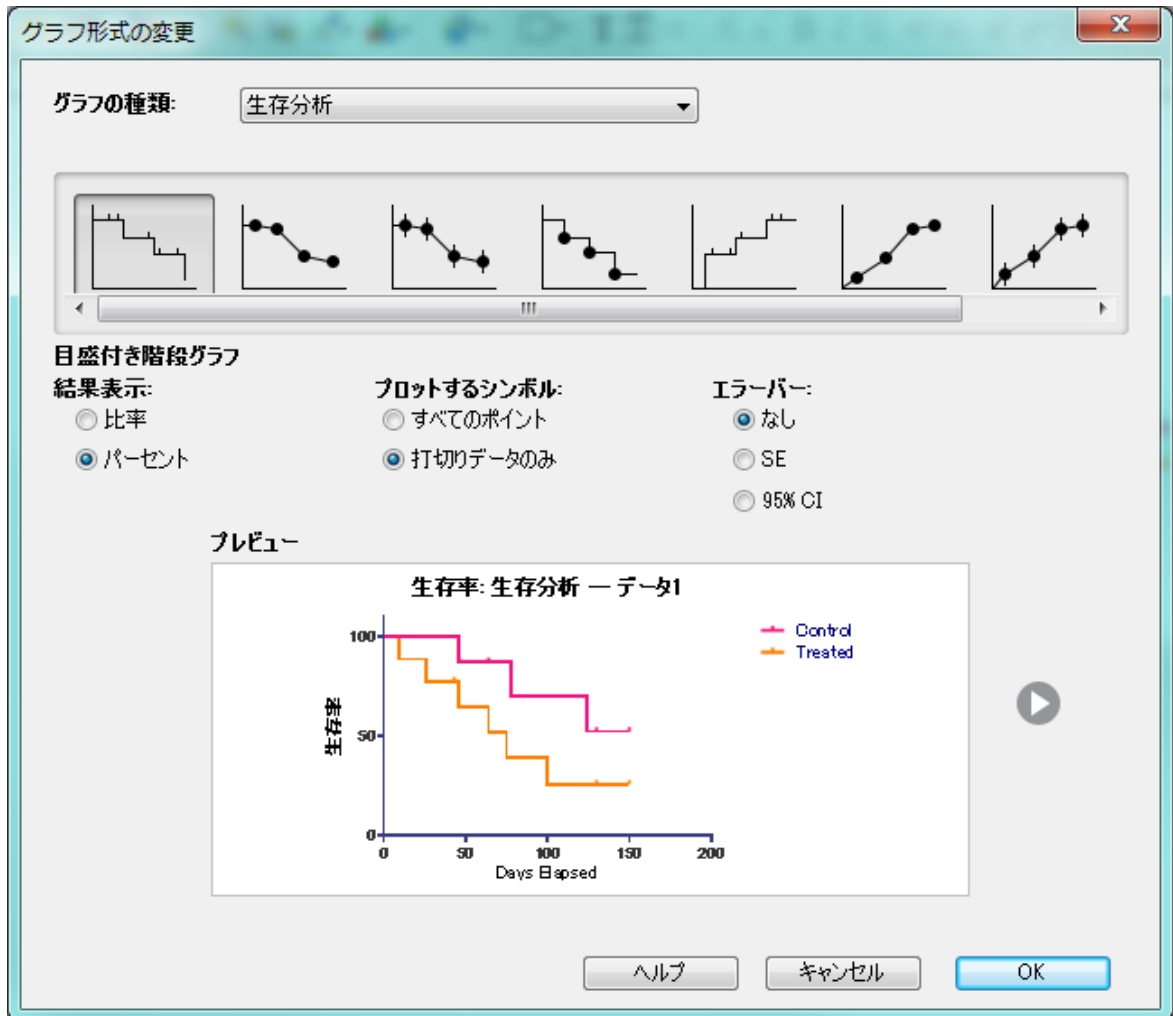 グラフ形式の変更
グラフの種類: 生存分析
目盛付き階段グラフ
結果表示: プロットするシンボル: エラーバー:
比率 すべてのポイント なし
パーセント 打切りデータのみ SE
95% CI
プレビュー
生存率: 生存分析 — データ1
100
Control
Treated
生存率
50
0
0 50 100 150 200
Days Elapsed
ヘルプ キャンセル OK